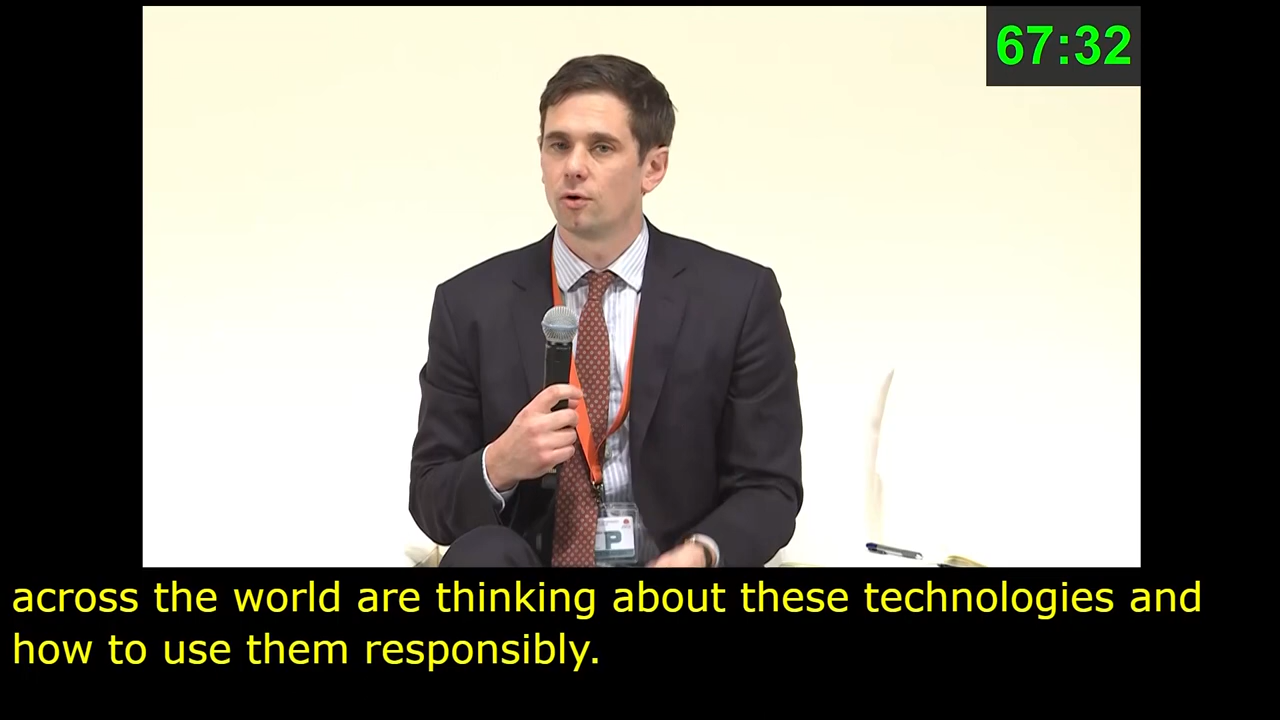 67:32
P
across the world are thinking about these technologies and
how to use them responsibly.